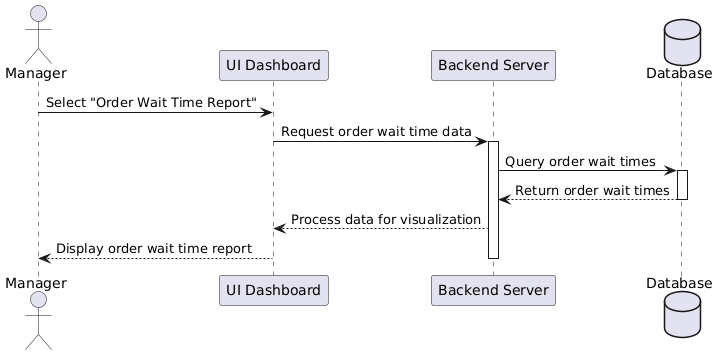 Manager
UI Dashboard
Backend Server
Database
Select "Order Wait Time Report"
Request order wait time data
Query order wait times
Return order wait times
Process data for visualization
Display order wait time report
Manager
UI Dashboard
Backend Server
Database